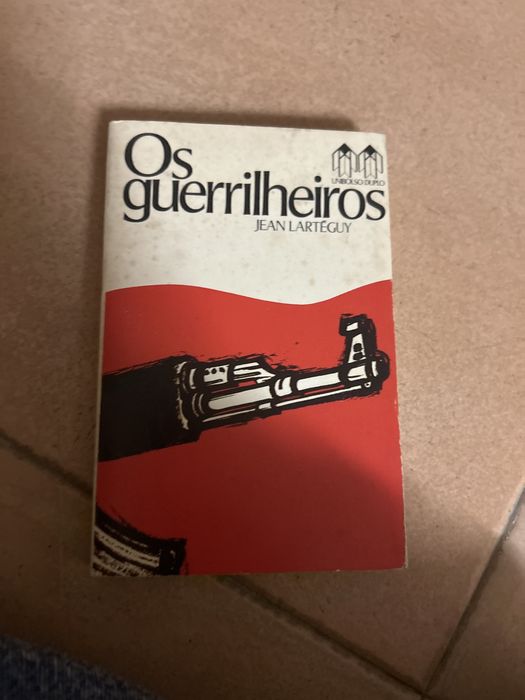 Os
guerrilheiros
UNIBOLSO DUPLO
JEAN LARTÉGUY